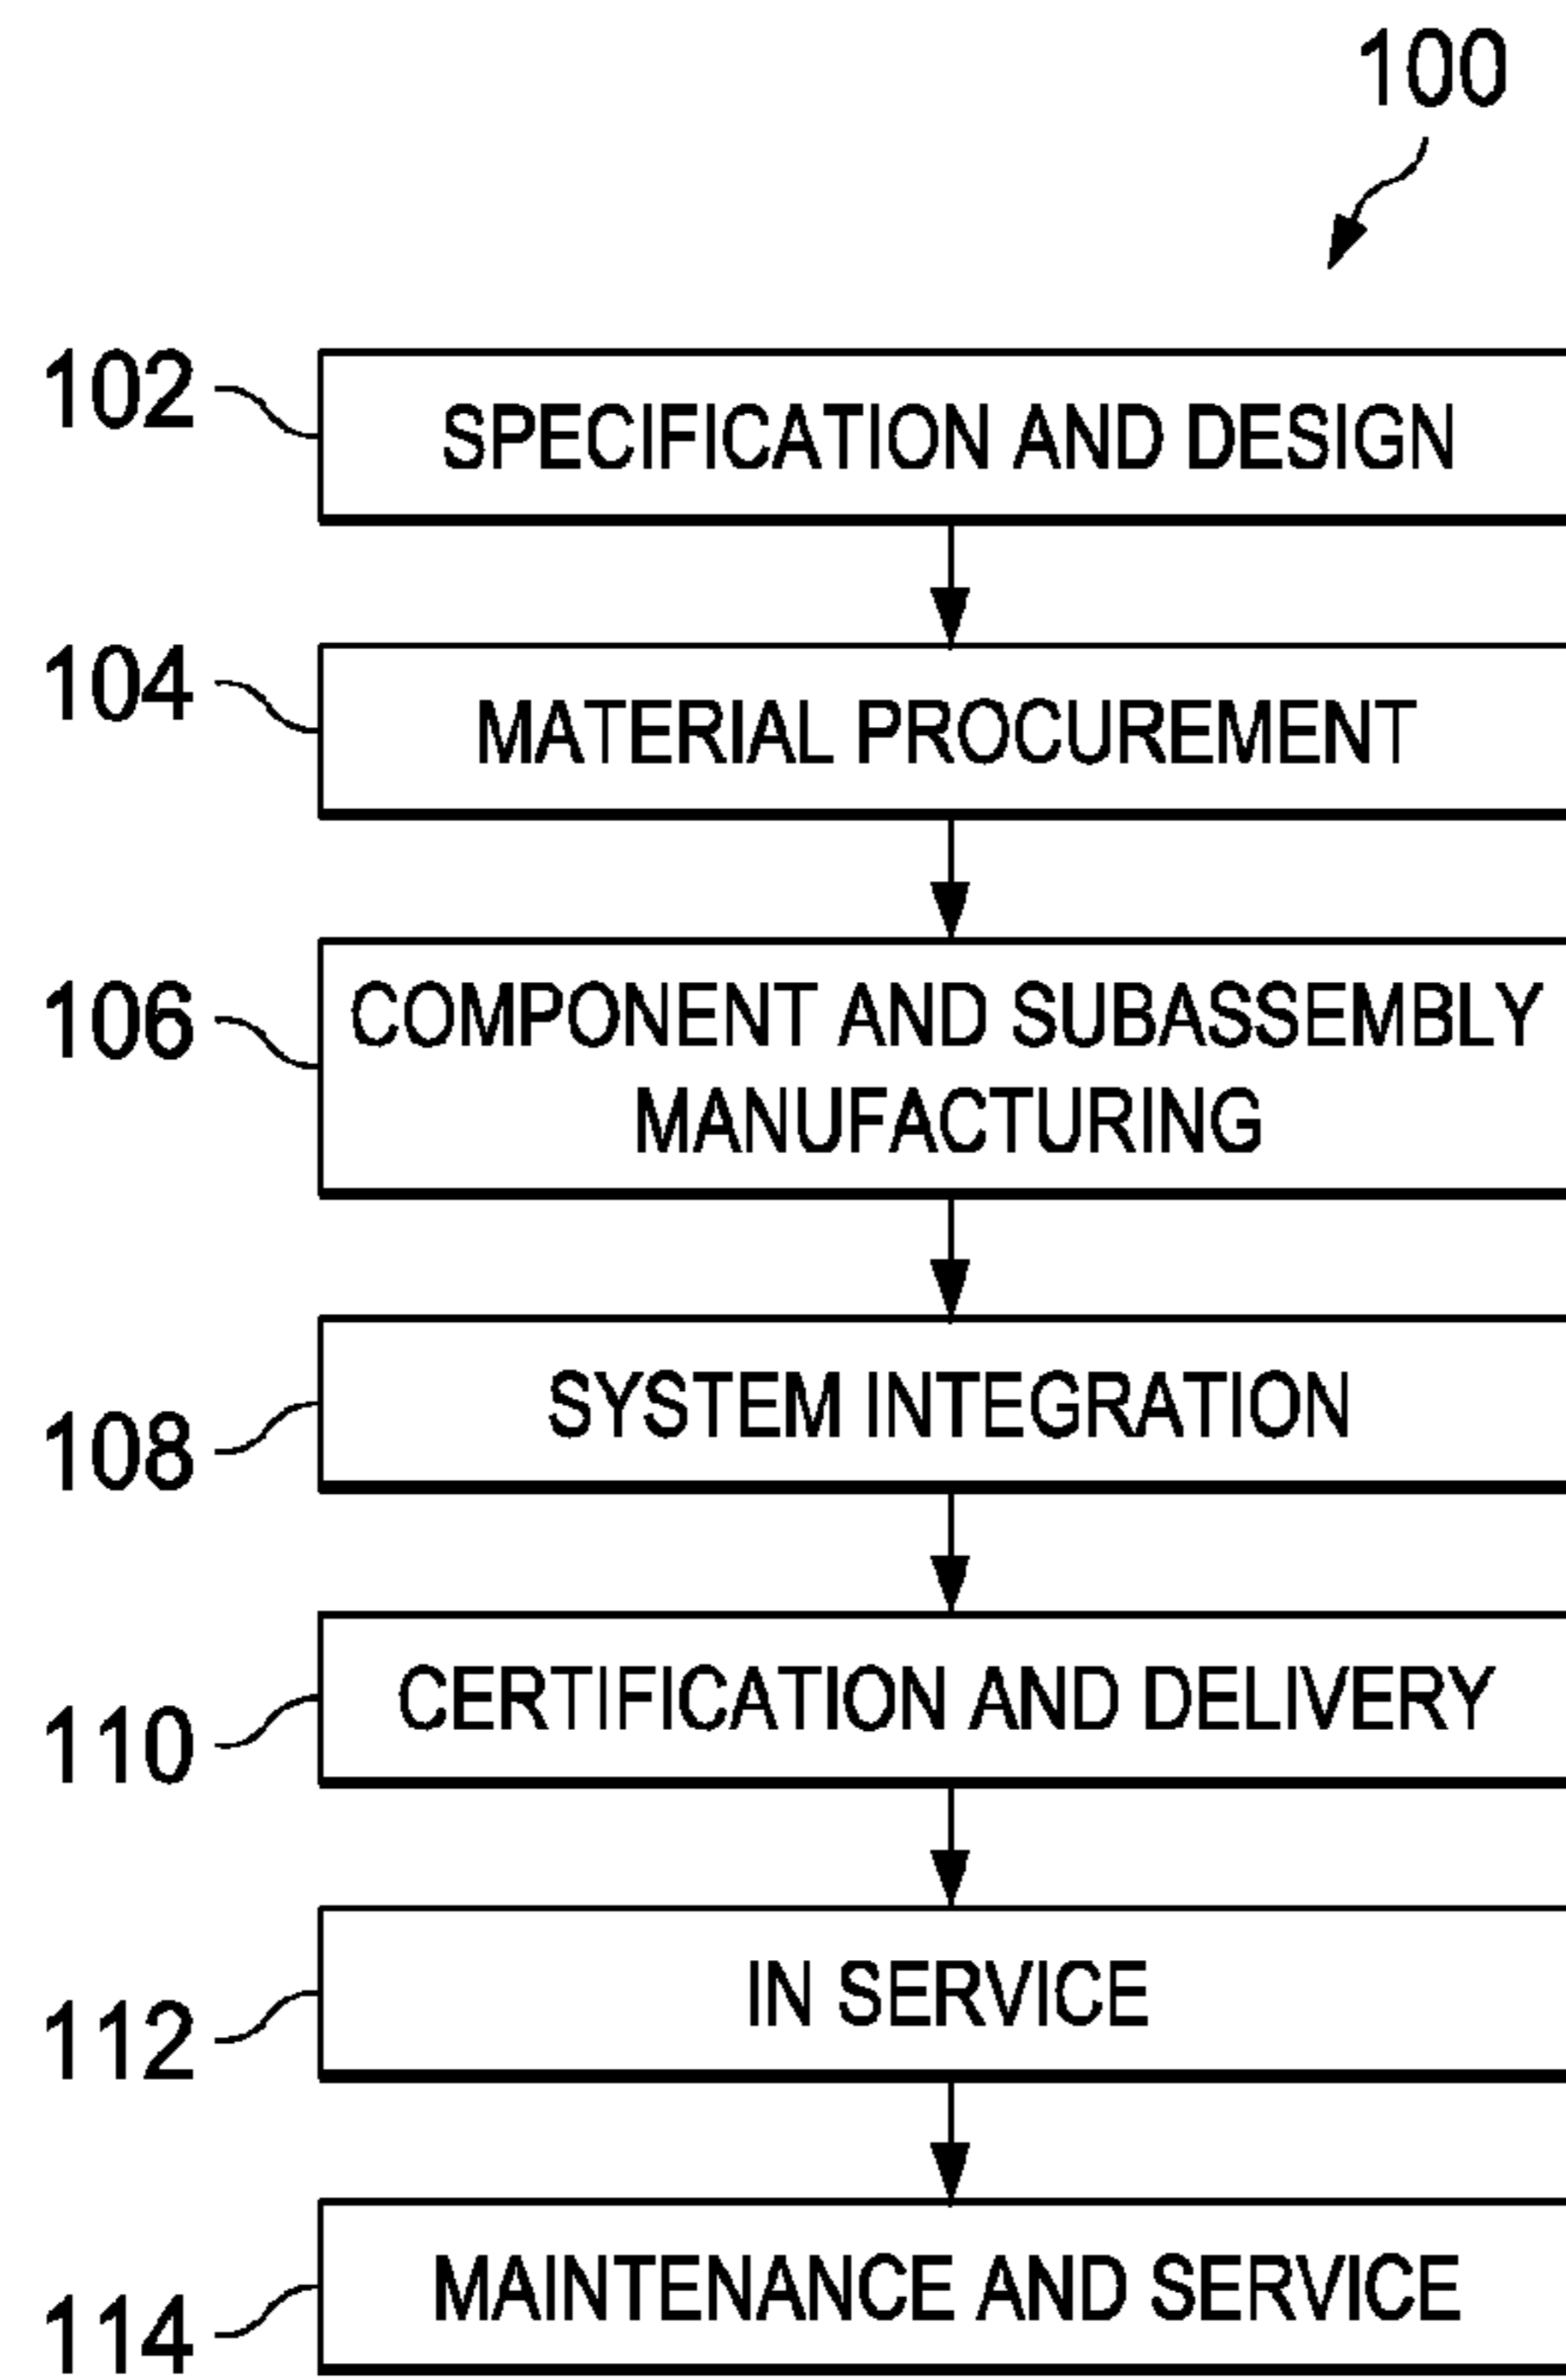 100
102
SPECIFICATION AND DESIGN
104
MATERIAL PROCUREMENT
106
COMPONENT AND SUBASSEMBLY
MANUFACTURING
108
SYSTEM INTEGRATION
110
CERTIFICATION AND DELIVERY
112
IN SERVICE
114
MAINTENANCE AND SERVICE